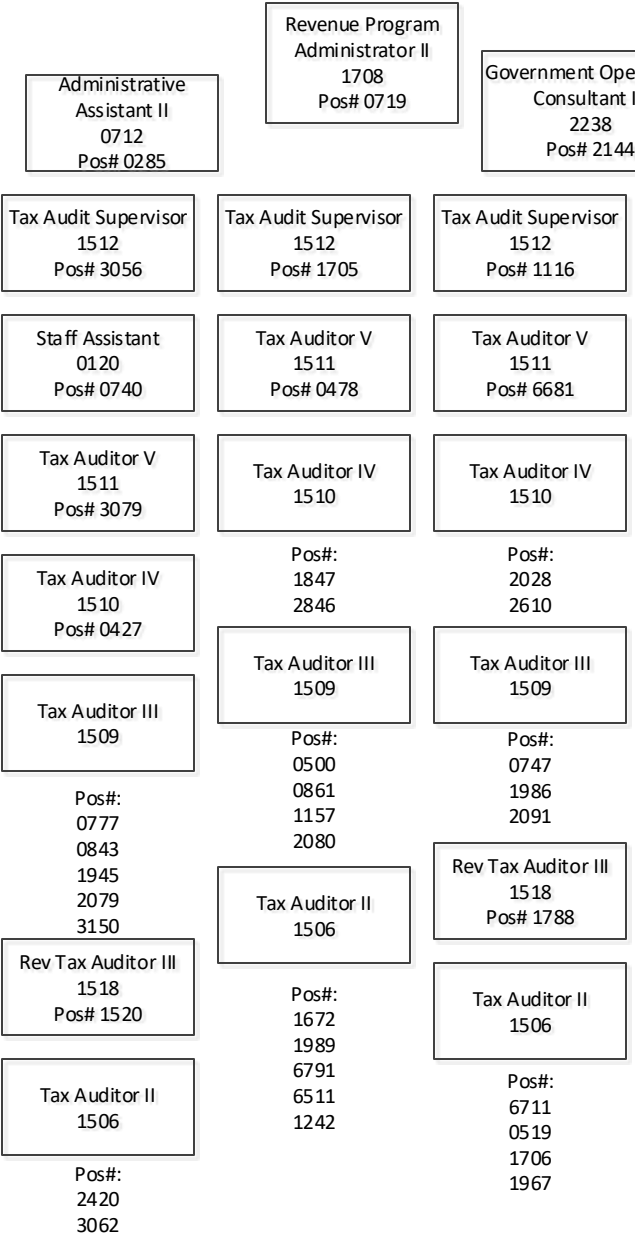 Revenue Program
Administrator II
1708
Pos# 0719
Administrative
Assistant II
0712
Pos# 0285
Government Ope
Consultant I
2238
Pos# 2144
Tax Audit Supervisor
1512
Pos# 3056
Staff Assistant
0120
Pos# 0740
Tax Auditor V
1511
Pos# 3079
Tax Auditor IV
1510
Pos# 0427
Tax Auditor III
1509
Pos#:
0777
0843
1945
2079
3150
Rev Tax Auditor III
1518
Pos# 1520
Tax Auditor II
1506
Pos#:
2420
3062
Tax Audit Supervisor
1512
Pos# 1705
Tax Auditor V
1511
Pos# 0478
Tax Auditor IV
1510
Pos#:
1847
2846
Tax Auditor III
1509
Pos#:
0500
0861
1157
2080
Tax Auditor II
1506
Pos#:
1672
1989
6791
6511
1242
Tax Audit Supervisor
1512
Pos# 1116
Tax Auditor V
1511
Pos# 6681
Tax Auditor IV
1510
Pos#:
2028
2610
Tax Auditor III
1509
Pos#:
0747
1986
2091
Rev Tax Auditor III
1518
Pos# 1788
Tax Auditor II
1506
Pos#:
6711
0519
1706
1967